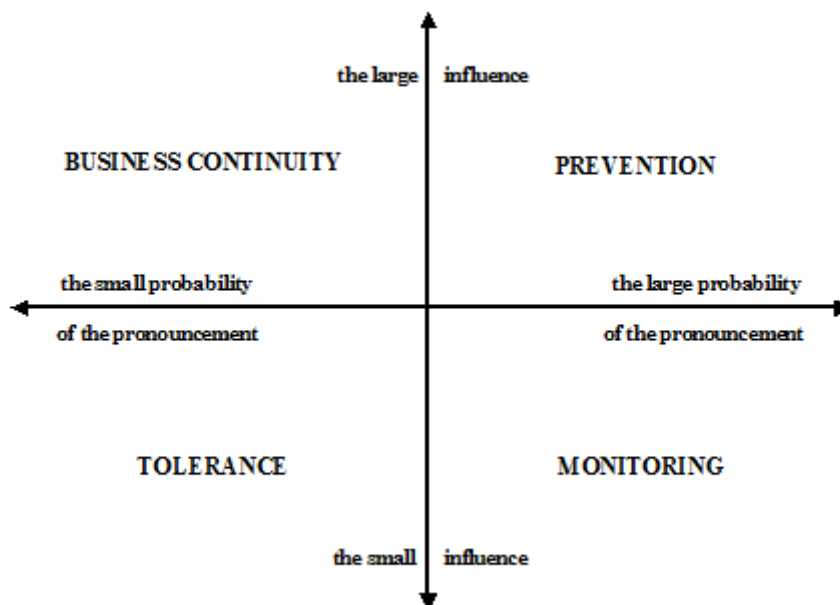 the large influence
BUSINESS CONTINUITY PREVENTION
the small probability the large probability
of the pronouncement of the pronouncement
TOLERANCE MONITORING
the small influence